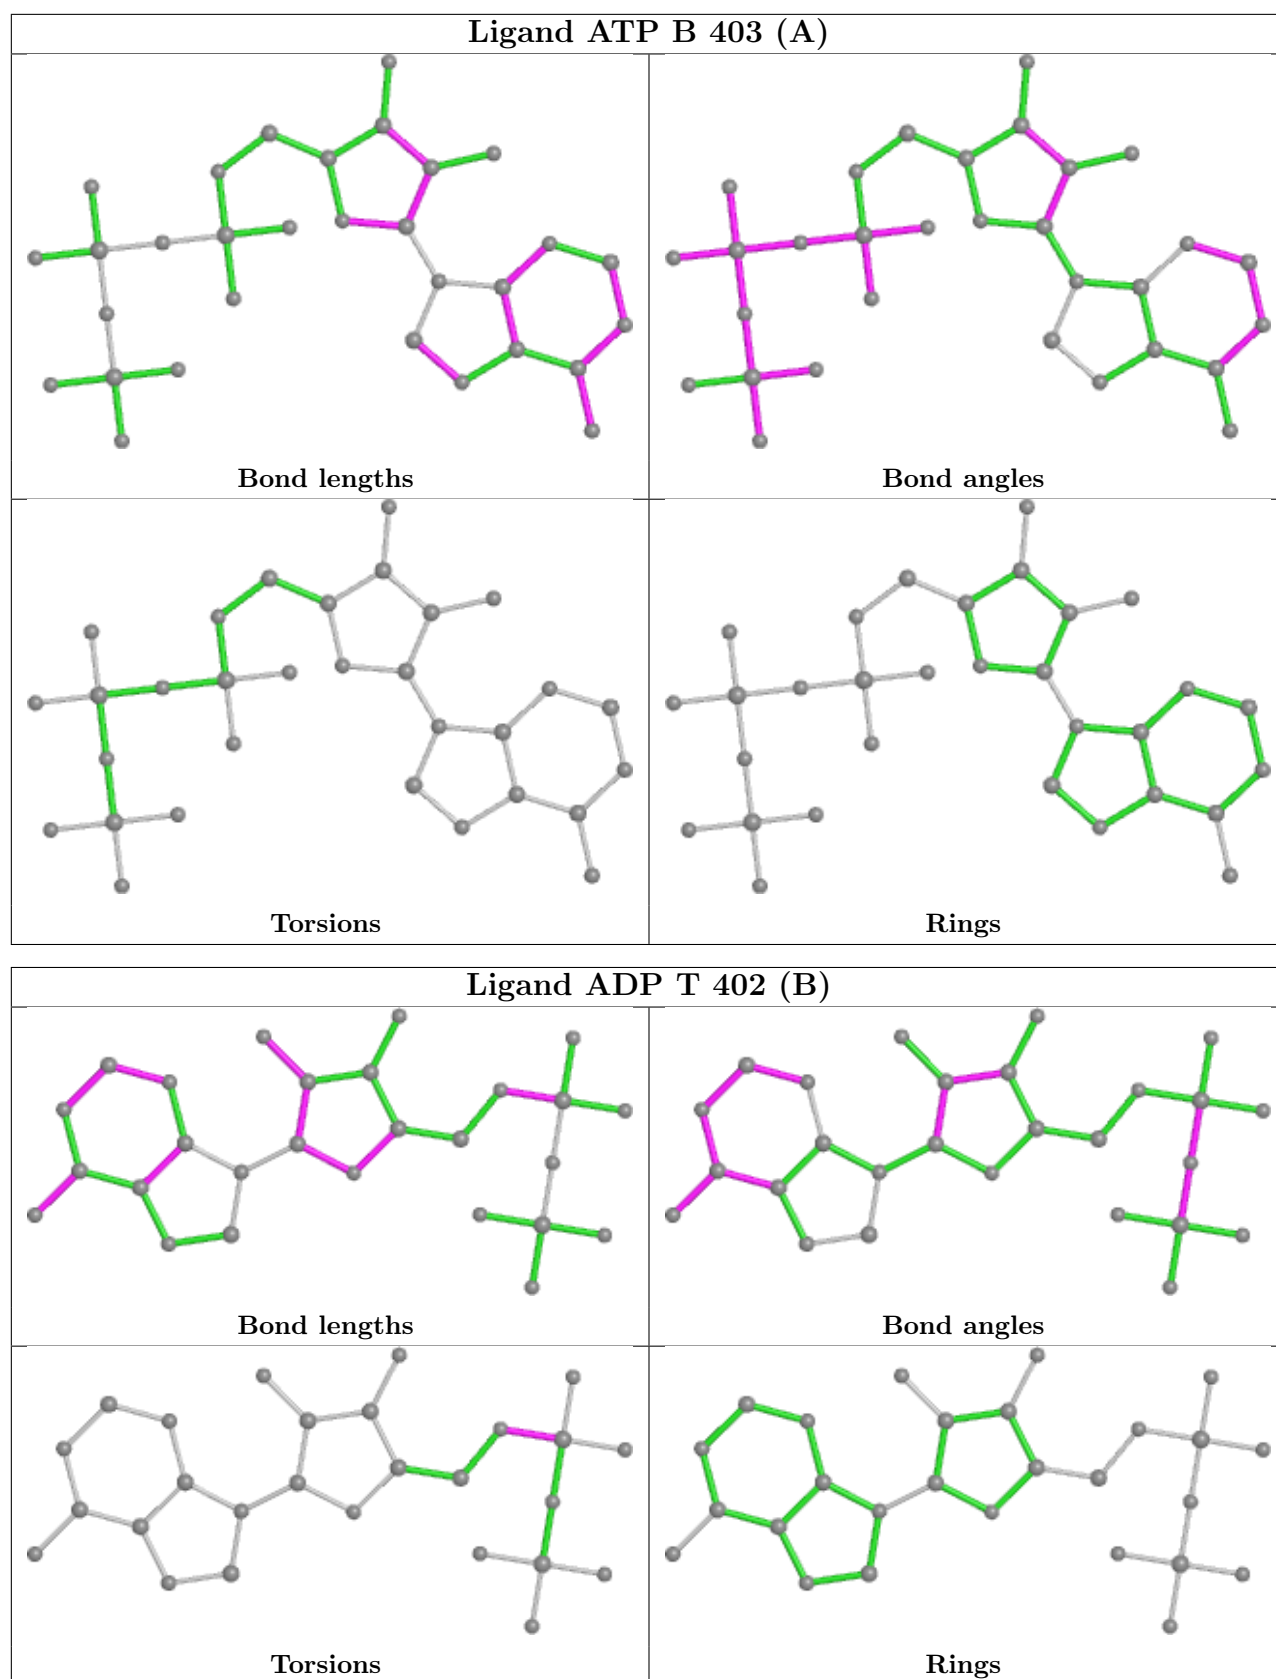 Ligand ATP B 403 (A)
Bond lengths
Bond angles
Torsions
Rings
Ligand ADP T 402 (B)
Bond lengths
Bond angles
Torsions
Rings